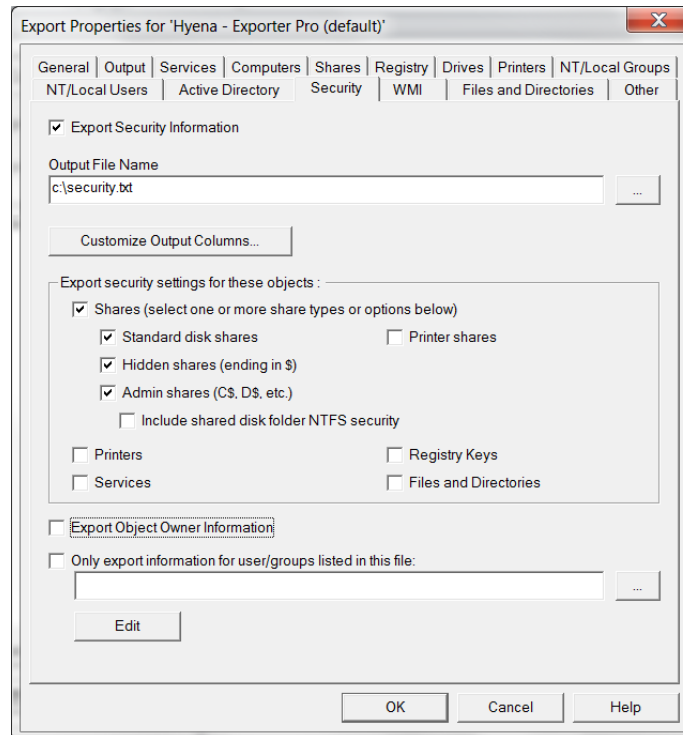 Export Properties for 'Hyena - Exporter Pro (default)'
X
General Output Services Computers Shares Registry Drives Printers NT/Local Groups
NT/Local Users Active Directory Security WMI Files and Directories Other
Export Security Information
Output File Name
c:\security.txt
...
Customize Output Columns...
Export security settings for these objects :
Shares (select one or more share types or options below)
Standard disk shares Printer shares
Hidden shares (ending in $)
Admin shares (C$, D$, etc.)
Include shared disk folder NTFS security
Printers Registry Keys
Services Files and Directories
Export Object Owner Information
Only export information for user/groups listed in this file:
...
Edit
OK Cancel Help